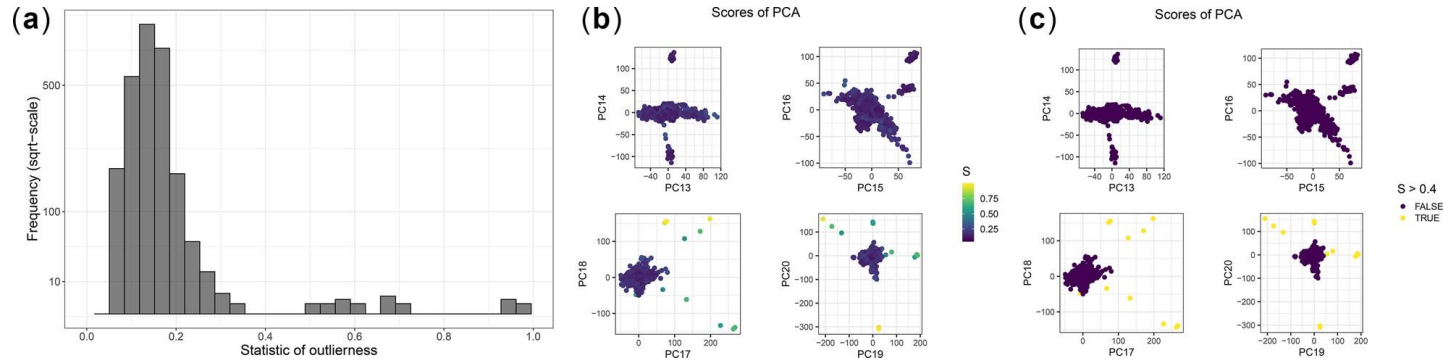 (a)
Frequency (sqrt−scale)
500
100
10
0.0 0.2 0.4 0.6 0.8 1.0
Statistic of outlierness
(b)
Scores of PCA
PC14
100
50
0
−50
−100
−40 0 40 80 120
PC13
PC16
100
50
0
−50
−100
−50 0 50
PC15
PC18
100
0
−100
0 100 200
PC17
PC20
100
0
−100
−200
−300
−200 −100 0 100 200
PC19
S
0.75
0.50
0.25
(c)
Scores of PCA
PC14
100
50
0
−50
−100
−40 0 40 80 120
PC13
PC16
100
50
0
−50
−100
−50 0 50
PC15
PC18
100
0
−100
0 100 200
PC17
PC20
100
0
−100
−200
−300
−200 −100 0 100 200
PC19
S > 0.4
FALSE
TRUE